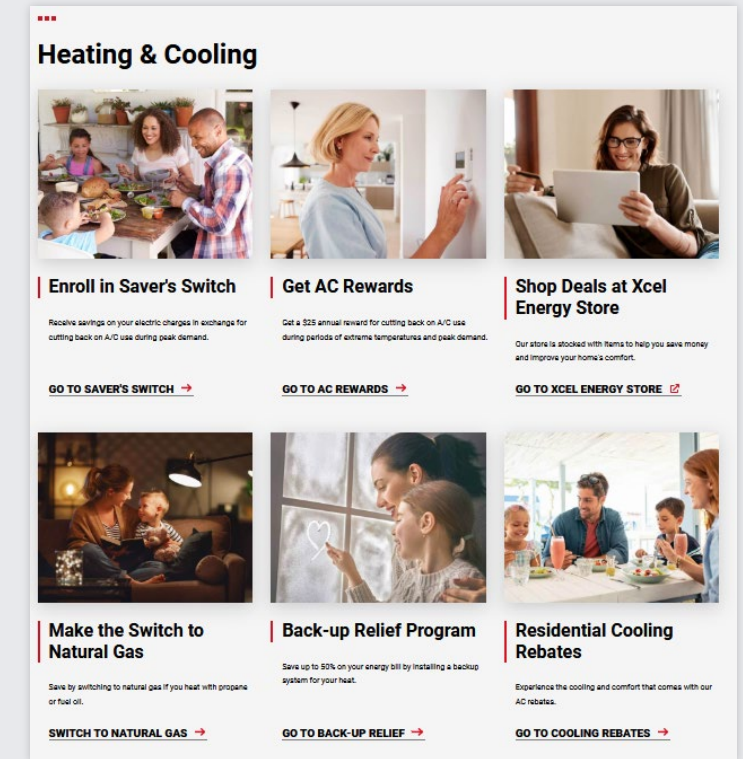 Heating & Cooling
Enroll in Saver's Switch
Receive savings on your electric charges in exchange for
cutting back on A/C use during peak demand.
GO TO SAVER'S SWITCH
Get AC Rewards
Get a $25 annual reward for cutting back on A/C use
during periods of extreme temperatures and peak demand.
GO TO AC REWARDS
Shop Deals at Xcel
Energy Store
Our store is stocked with items to help you save money
and improve your home's comfort.
GO TO XCEL ENERGY STORE
Make the Switch to
Natural Gas
Save by switching to natural gas if you heat with propane
or fuel oil.
SWITCH TO NATURAL GAS
Back-up Relief Program
Save up to 50% on your energy bill by installing a backup
system for your heat.
GO TO BACK-UP RELIEF
Residential Cooling
Rebates
Experience the cooling and comfort that comes with our
AC rebates.
GO TO COOLING REBATES